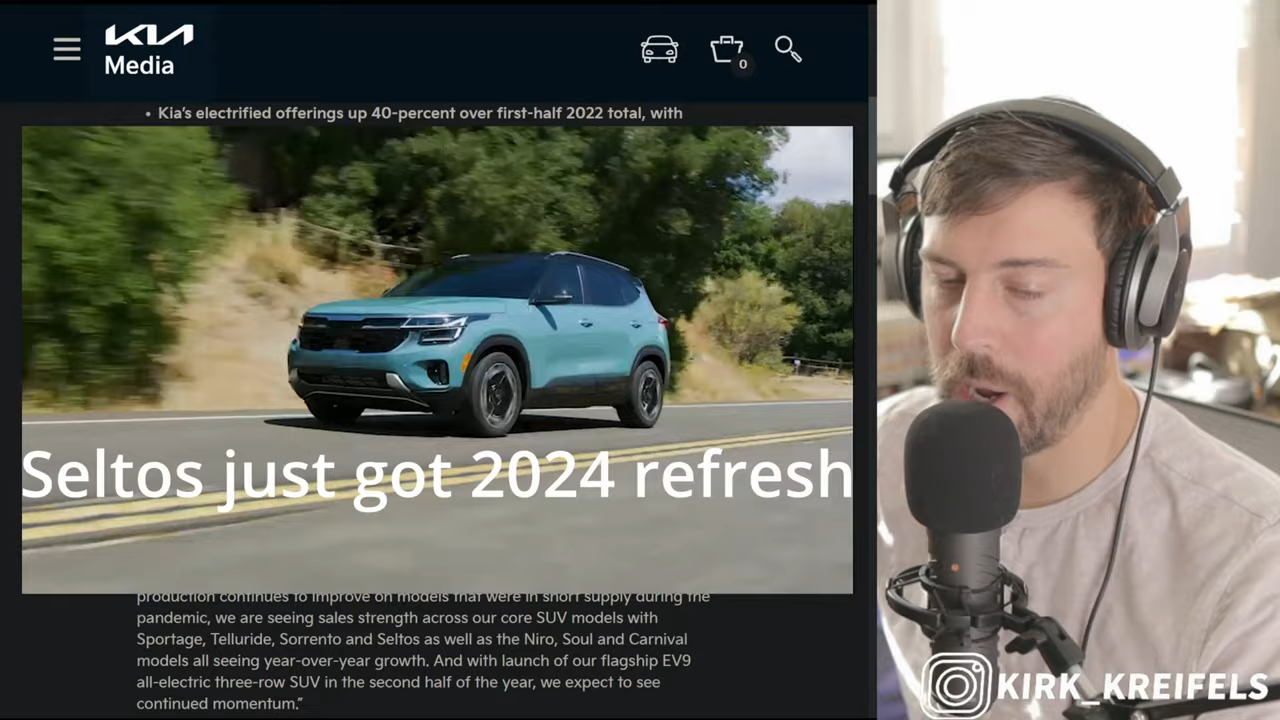 KIA
Media
0
• Kia's electrified offerings up 40-percent over first-half 2022 total, with
Seltos just got 2024 refresh
production continues to improve on models that were in short supply during the
pandemic, we are seeing sales strength across our core SUV models with
Sportage, Telluride, Sorrento and Seltos as well as the Niro, Soul and Carnival
models all seeing year-over-year growth. And with launch of our flagship EV9
all-electric three-row SUV in the second half of the year, we expect to see
continued momentum.”
KIRK_KREIFELS